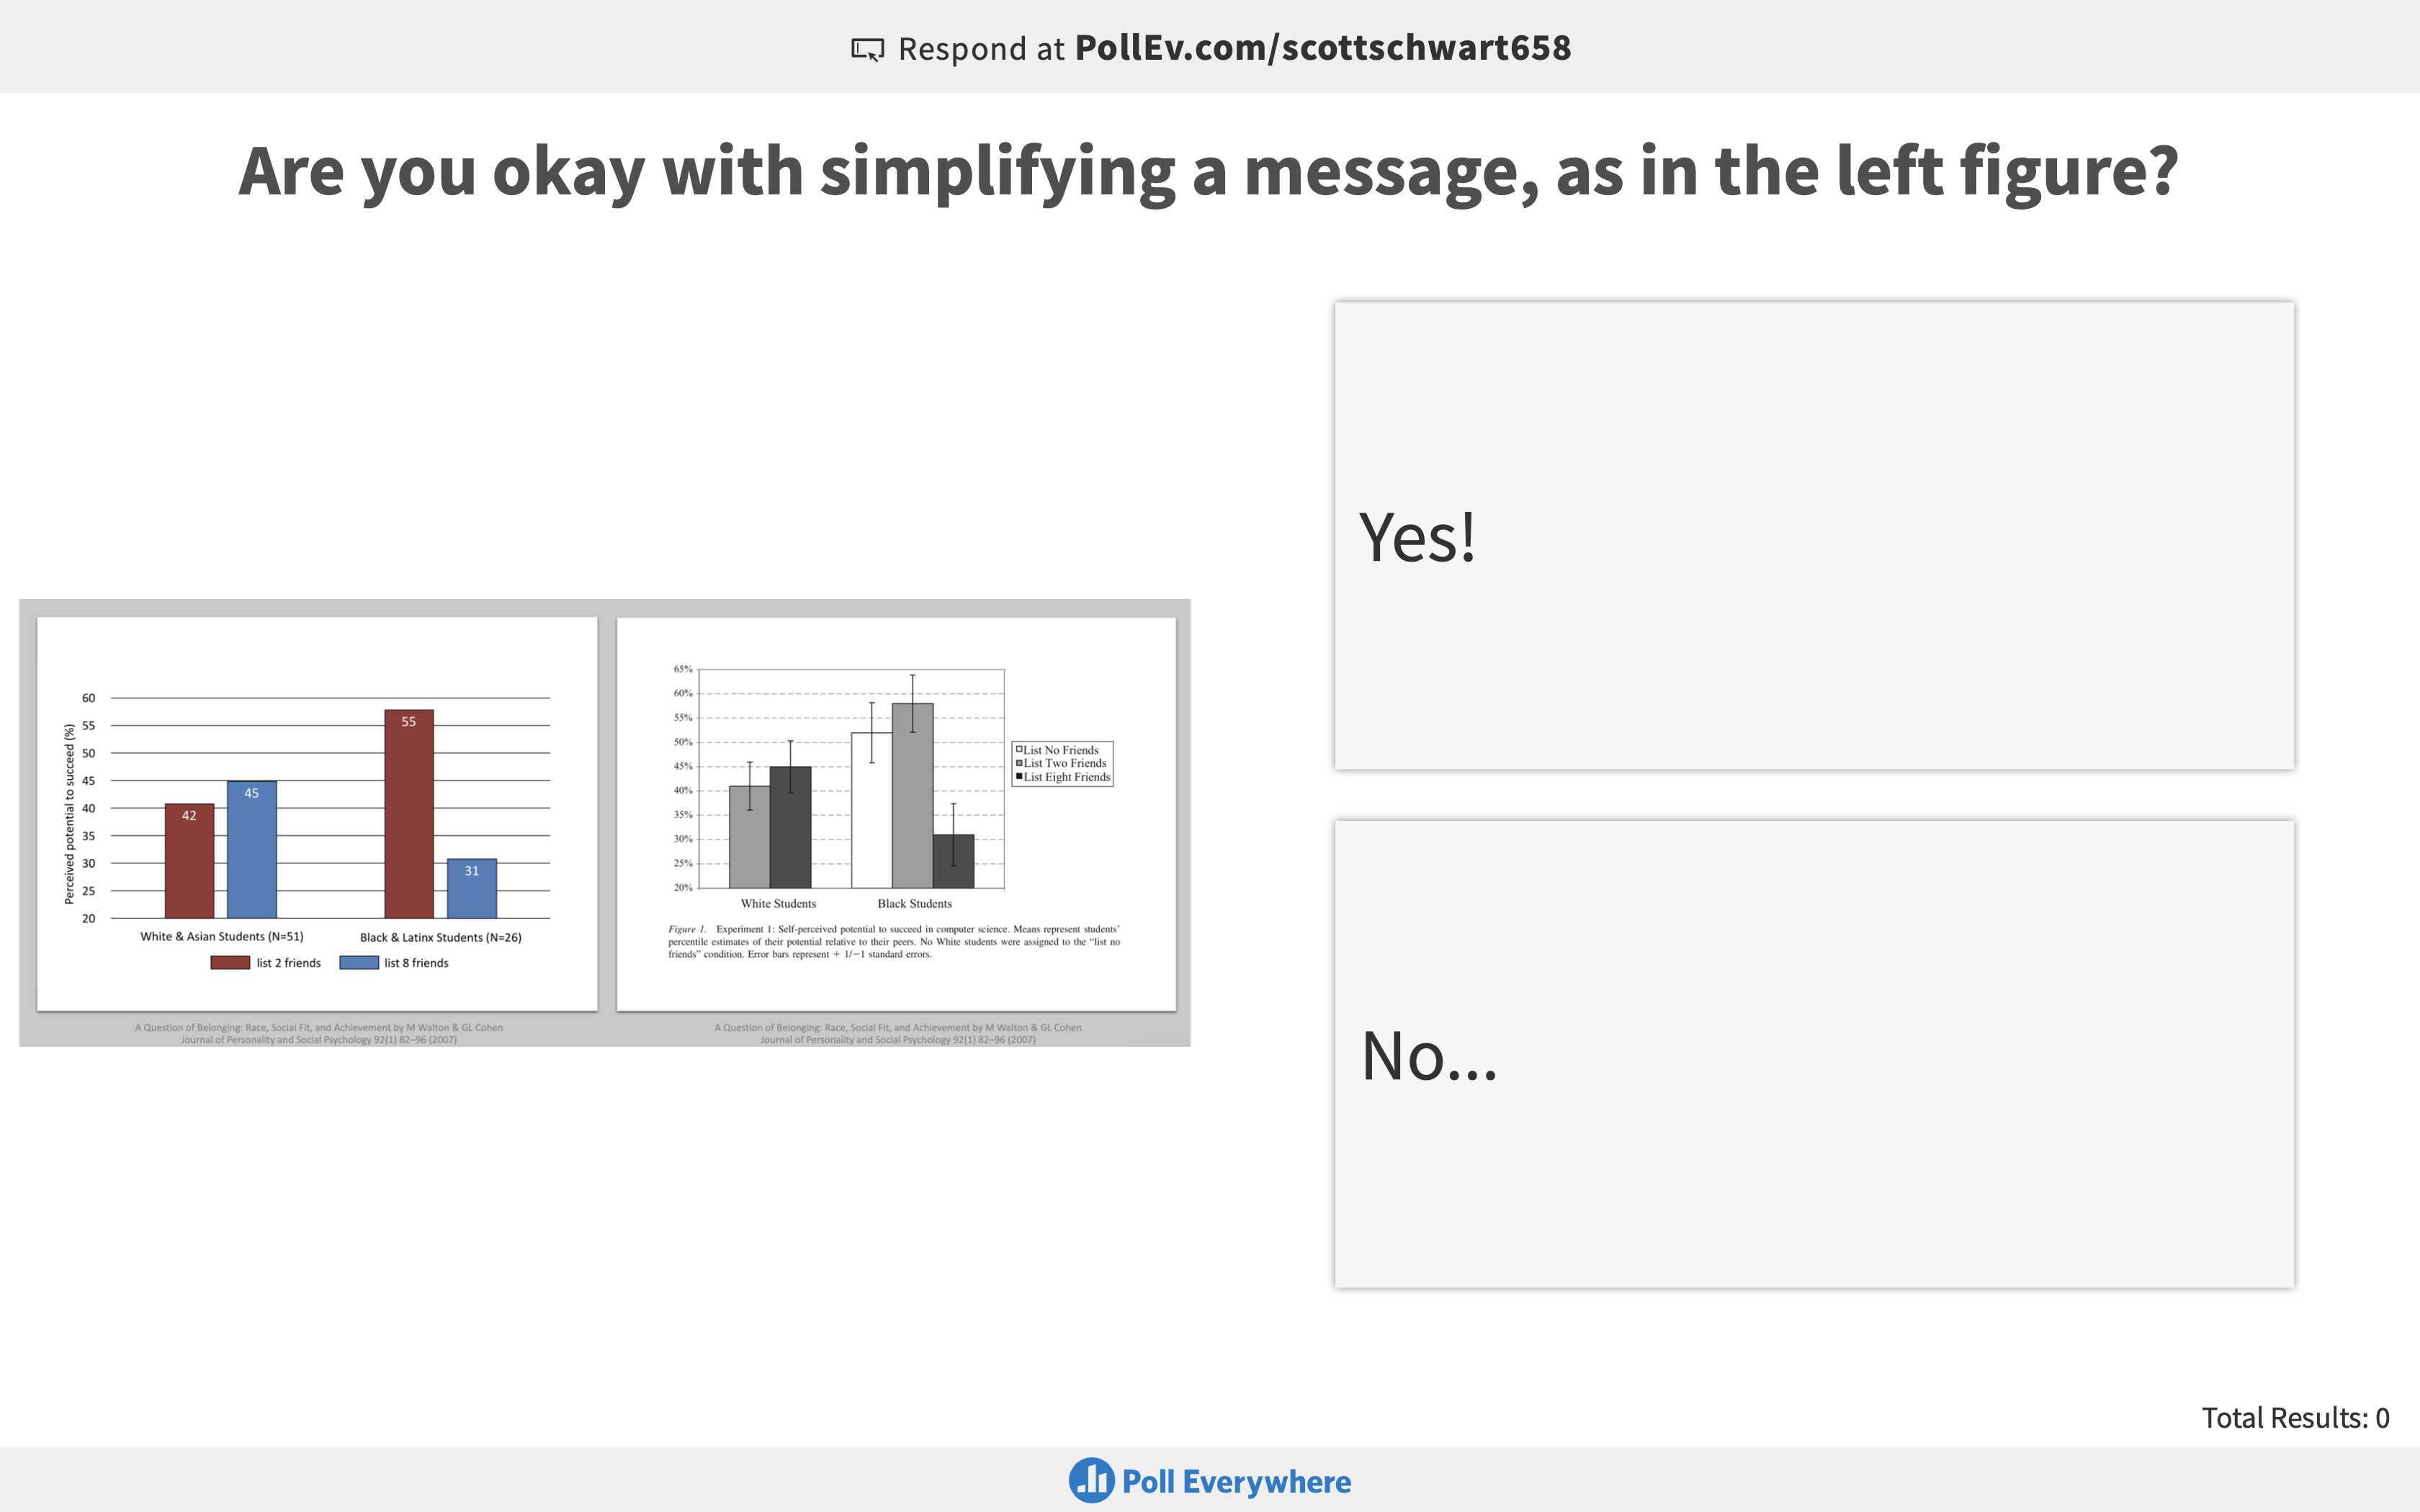 Respond at PollEv.com/scottschwart658
Are you okay with simplifying a message, as in the left figure?
Yes!
No...
Perceived potential to succeed (%)
60
55
50
45
40
35
30
25
20
42
45
55
31
White & Asian Students (N=51)
Black & Latinx Students (N=26)
list 2 friends
list 8 friends
A Question of Belonging: Race, Social Fit, and Achievement by M Walton & GL Cohen
Journal of Personality and Social Psychology 92(1) 82–96 (2007)
65%
60%
55%
50%
45%
40%
35%
30%
25%
20%
White Students
Black Students
List No Friends
List Two Friends
List Eight Friends
Figure 1. Experiment 1: Self-perceived potential to succeed in computer science. Means represent students'
percentile estimates of their potential relative to their peers. No White students were assigned to the "list no
friends" condition. Error bars represent + 1/−1 standard errors.
A Question of Belonging: Race, Social Fit, and Achievement by M Walton & GL Cohen
Journal of Personality and Social Psychology 92(1) 82–96 (2007)
Total Results: 0
Poll Everywhere